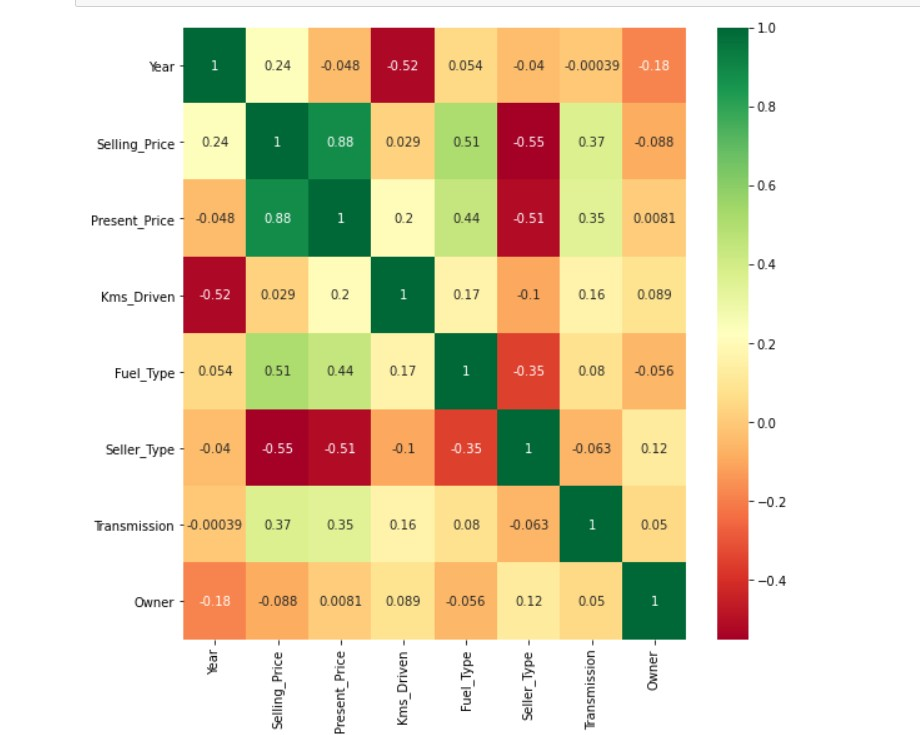 Year 1 0.24 -0.048 -0.52 0.054 -0.04 -0.00039 -0.18
Selling_Price 0.24 1 0.88 0.029 0.51 -0.55 0.37 -0.088
Present_Price -0.048 0.88 1 0.2 0.44 -0.51 0.35 0.0081
Kms_Driven -0.52 0.029 0.2 1 0.17 -0.1 0.16 0.089
Fuel_Type 0.054 0.51 0.44 0.17 1 -0.35 0.08 -0.056
Seller_Type -0.04 -0.55 -0.51 -0.1 -0.35 1 -0.063 0.12
Transmission -0.00039 0.37 0.35 0.16 0.08 -0.063 1 0.05
Owner -0.18 -0.088 0.0081 0.089 -0.056 0.12 0.05 1
Year
Selling_Price
Present_Price
Kms_Driven
Fuel_Type
Seller_Type
Transmission
Owner
1.0
0.8
0.6
0.4
0.2
0.0
−0.2
−0.4